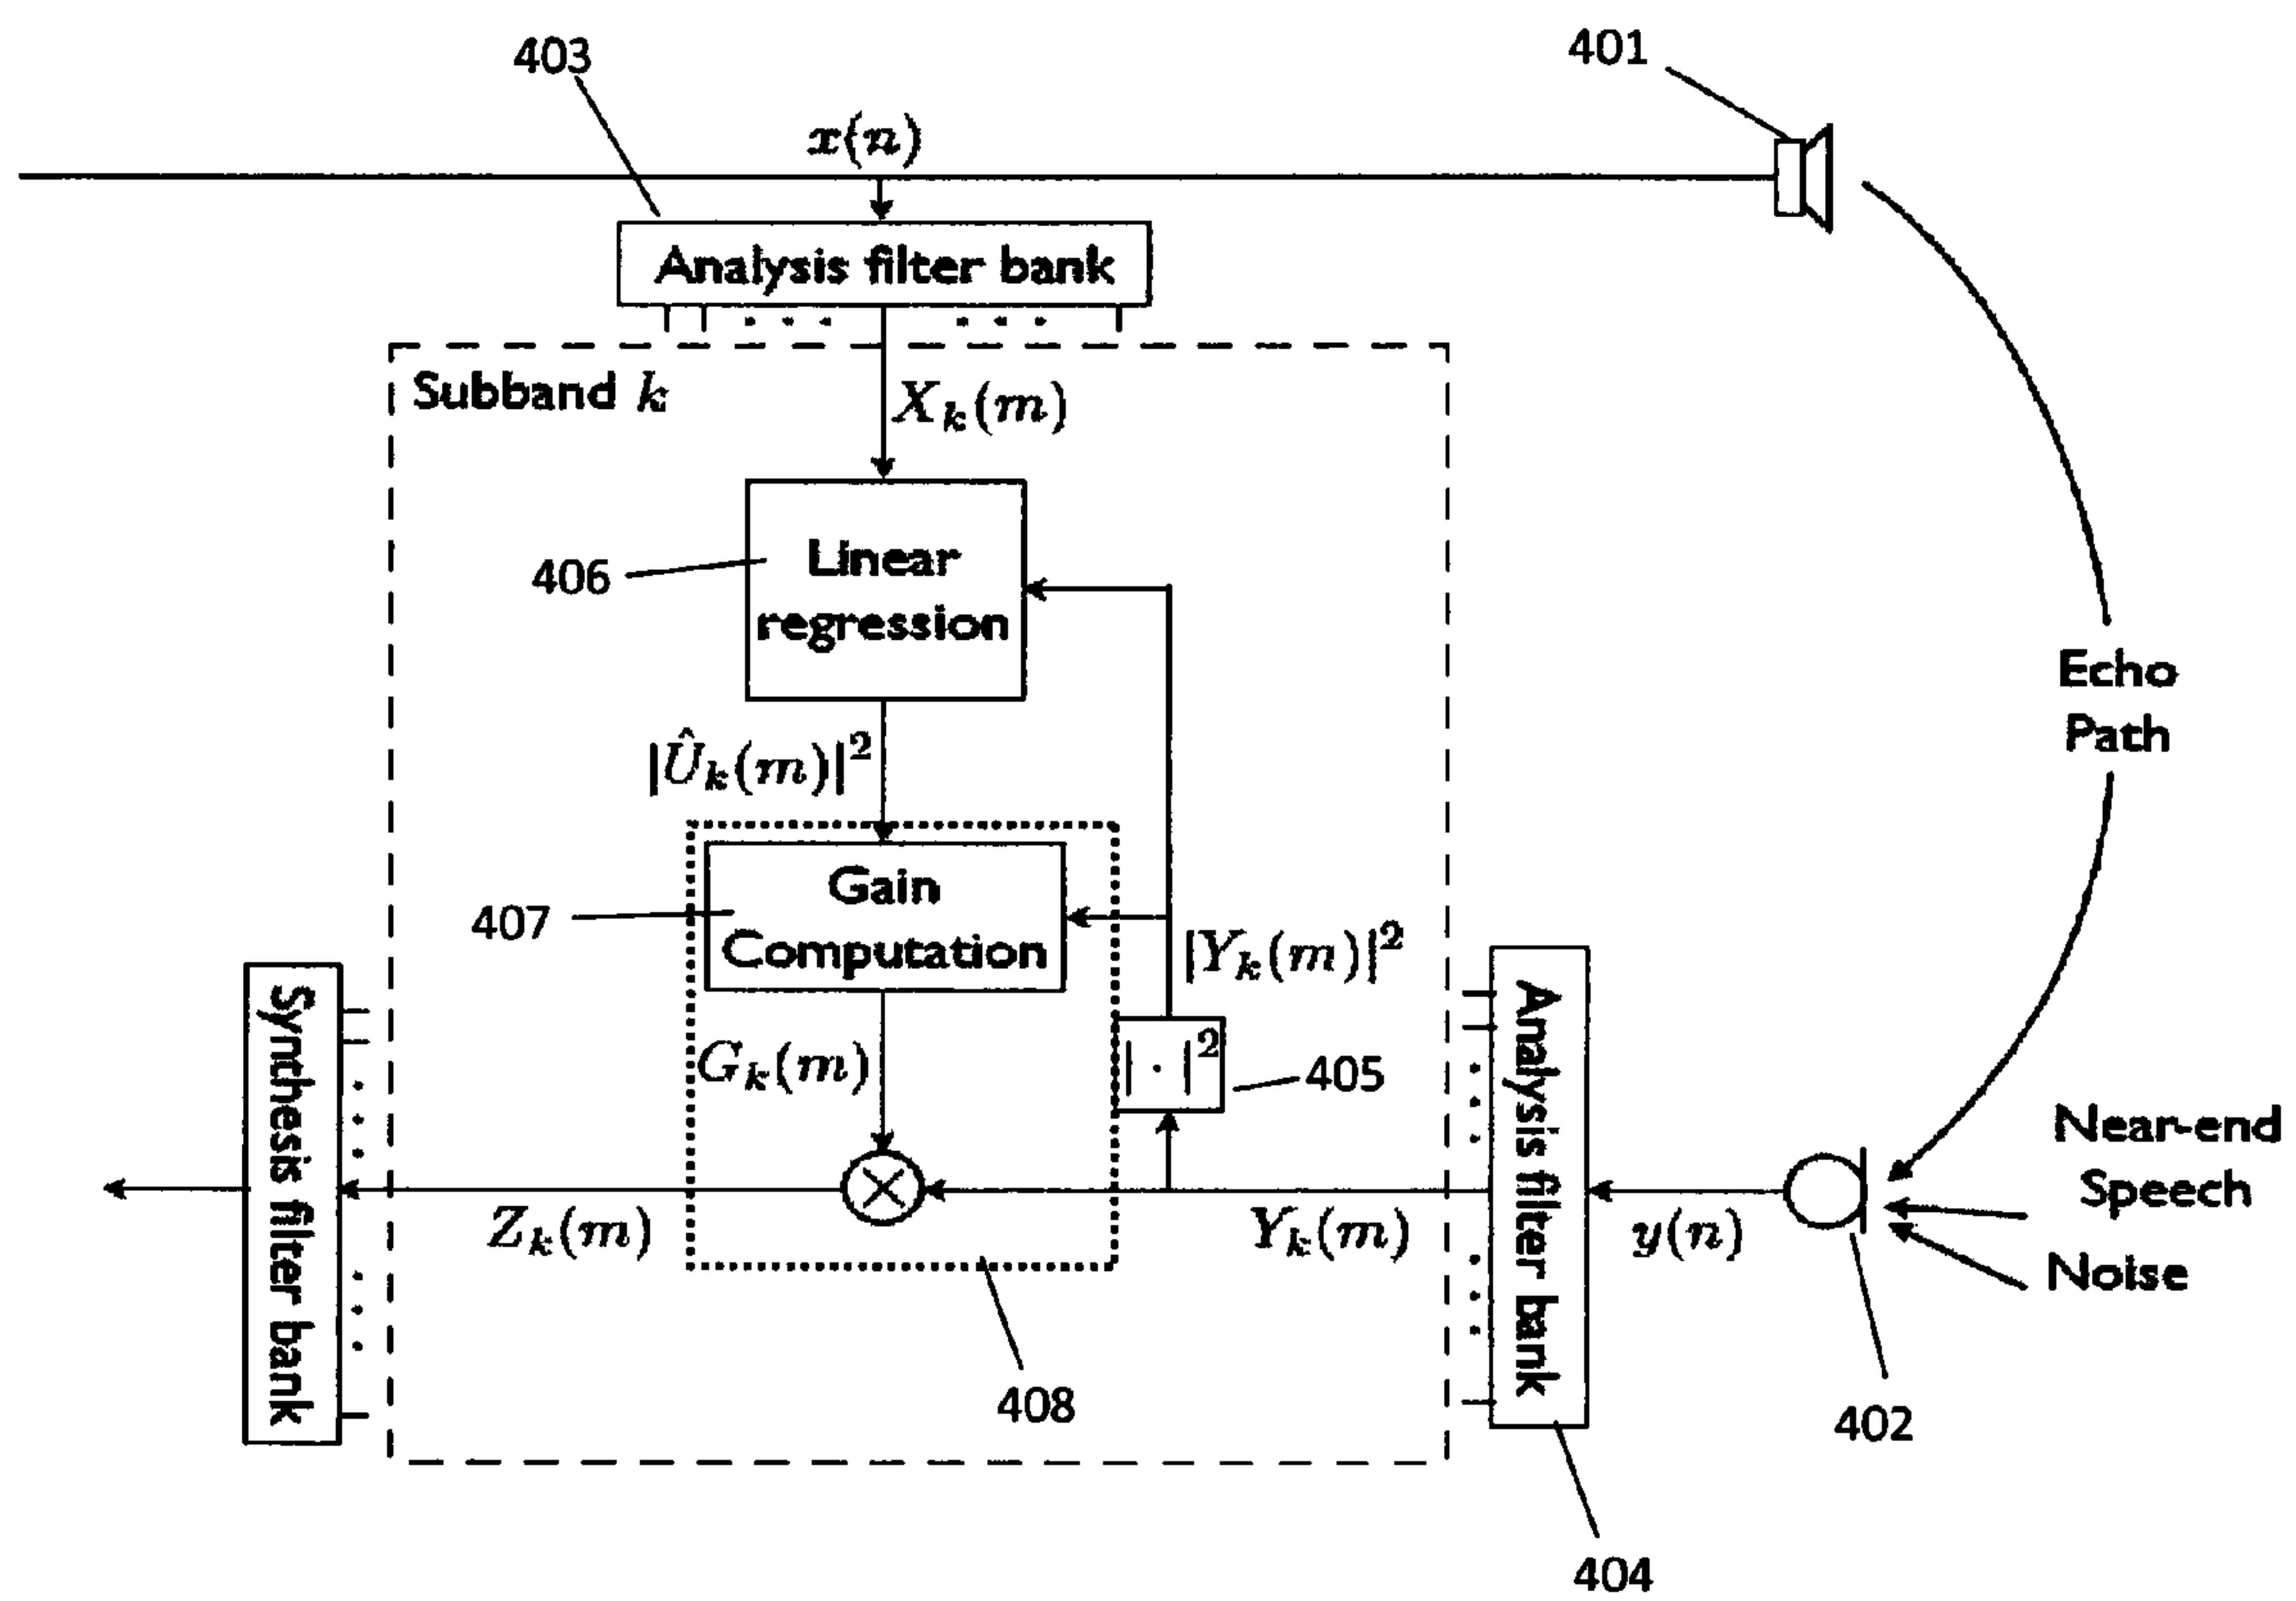 403
401
x(n)
Analysis filter bank
Subband k
X_k(m)
Linear
regression
406
Echo
Path
|Û_k(m)|²
Gain
Computation
407
|Y_k(m)|²
G_k(m)
|·|²
405
Synthesis filter bank
Analysis filter bank
Near-end
Speech
Noise
Z_k(m)
Y_k(m)
y(n)
408
402
404